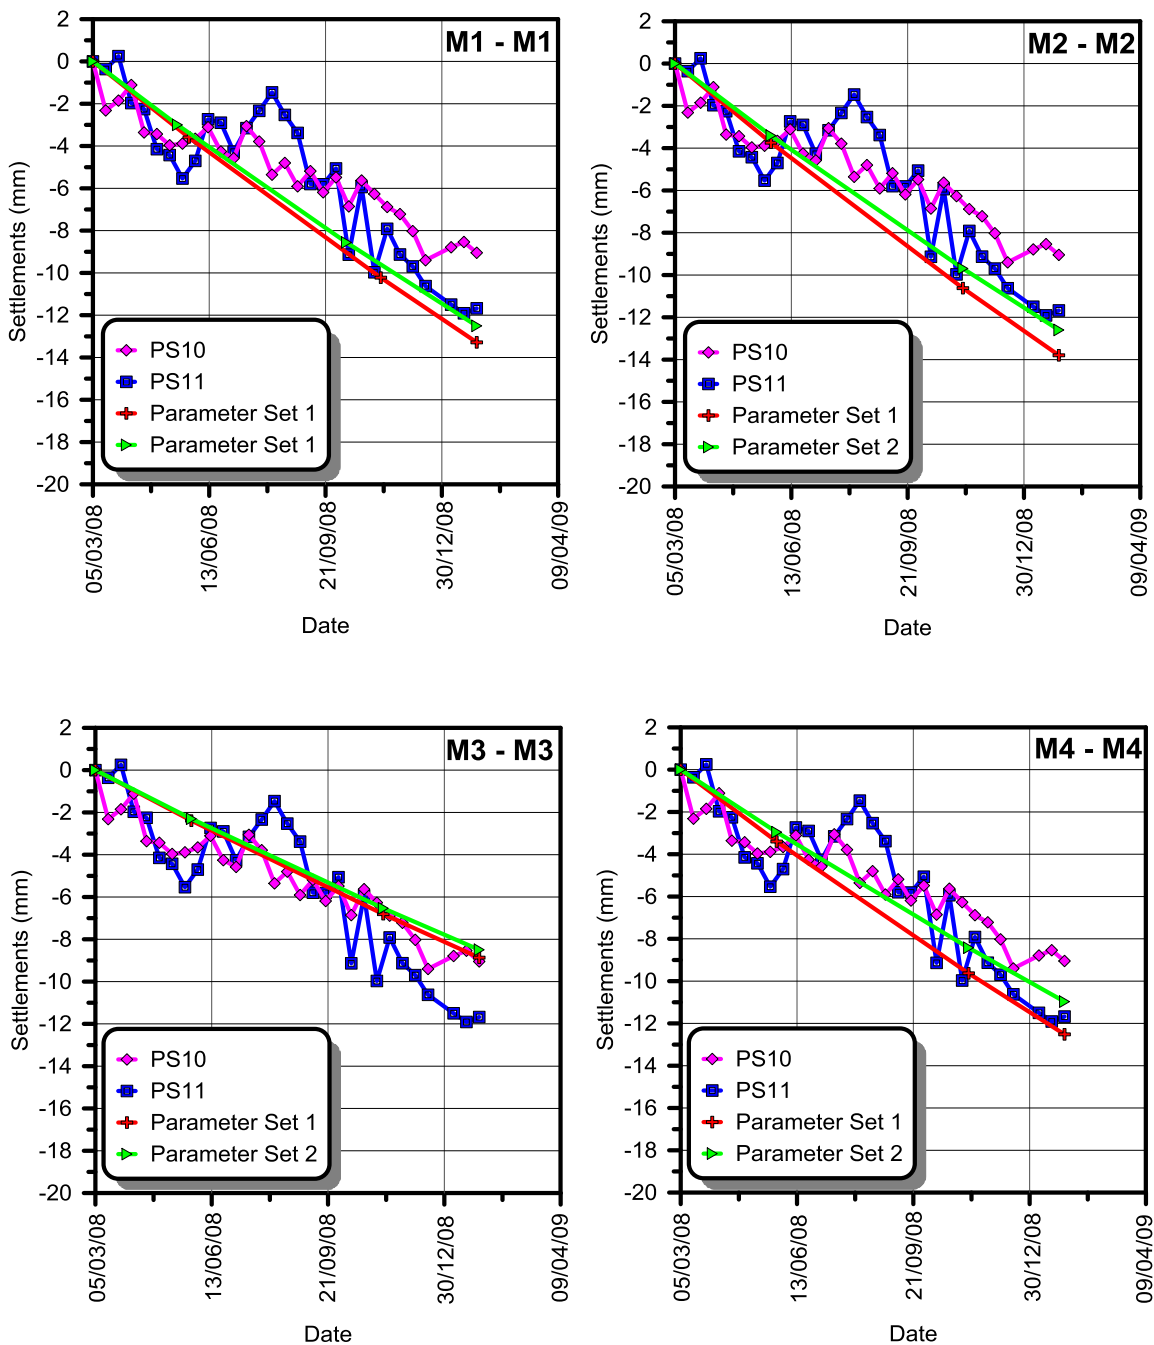 M1 - M1
Settlements (mm)
2
0
-2
-4
-6
-8
-10
-12
-14
-16
-18
-20
PS10
PS11
Parameter Set 1
Parameter Set 1
05/03/08
13/06/08
21/09/08
30/12/08
09/04/09
Date
M2 - M2
Settlements (mm)
2
0
-2
-4
-6
-8
-10
-12
-14
-16
-18
-20
PS10
PS11
Parameter Set 1
Parameter Set 2
05/03/08
13/06/08
21/09/08
30/12/08
09/04/09
Date
M3 - M3
Settlements (mm)
2
0
-2
-4
-6
-8
-10
-12
-14
-16
-18
-20
PS10
PS11
Parameter Set 1
Parameter Set 2
05/03/08
13/06/08
21/09/08
30/12/08
09/04/09
Date
M4 - M4
Settlements (mm)
2
0
-2
-4
-6
-8
-10
-12
-14
-16
-18
-20
PS10
PS11
Parameter Set 1
Parameter Set 2
05/03/08
13/06/08
21/09/08
30/12/08
09/04/09
Date